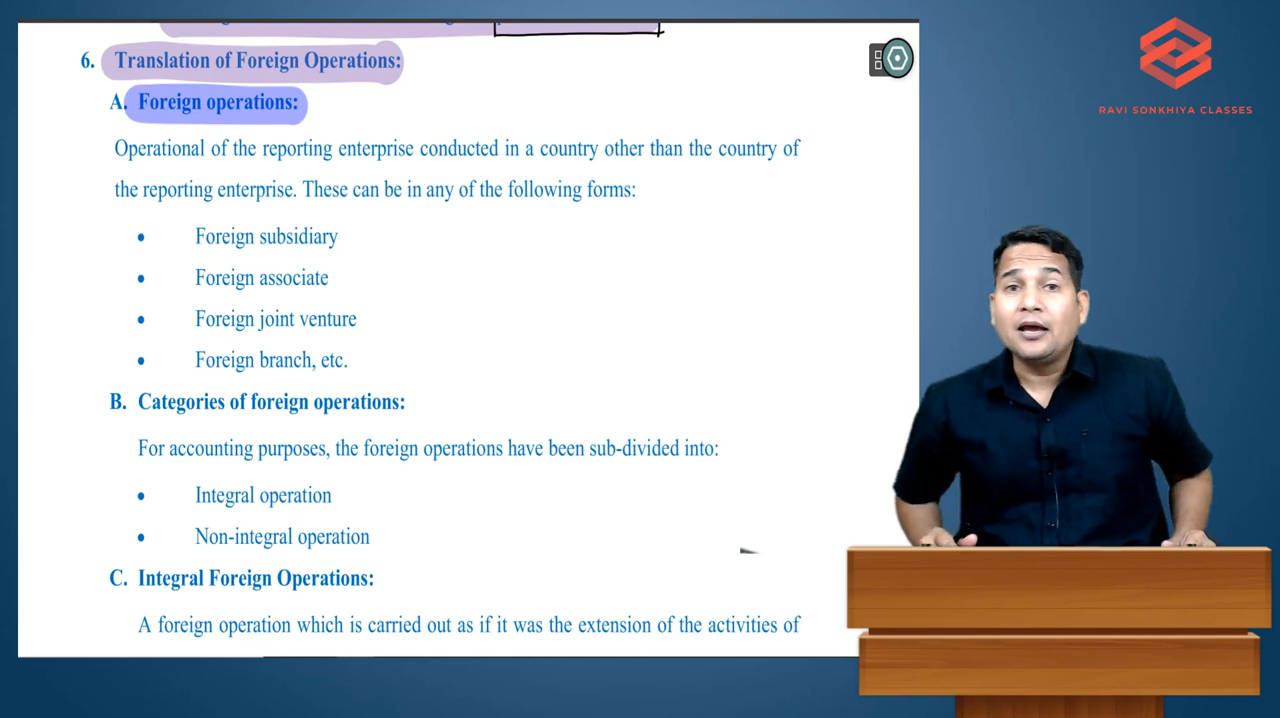 6. Translation of Foreign Operations:
A. Foreign operations:
Operational of the reporting enterprise conducted in a country other than the country of
the reporting enterprise. These can be in any of the following forms:
• Foreign subsidiary
• Foreign associate
• Foreign joint venture
• Foreign branch, etc.
B. Categories of foreign operations:
For accounting purposes, the foreign operations have been sub-divided into:
• Integral operation
• Non-integral operation
C. Integral Foreign Operations:
A foreign operation which is carried out as if it was the extension of the activities of
RAVI SONKHIYA CLASSES